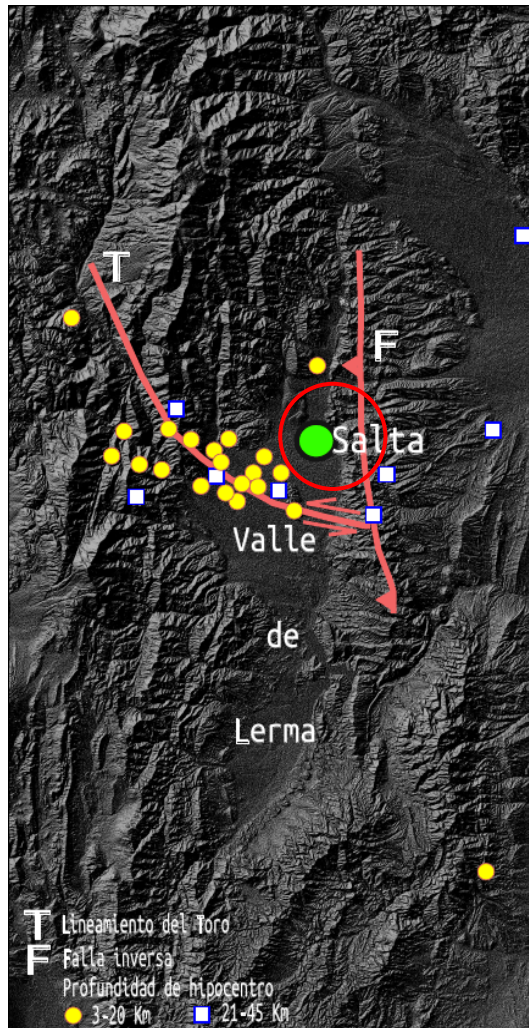 T
F
Salta
Valle
de
Lerma
T Lineamiento del Toro
F Falla inversa
Profundidad de hipocentro
3-20 Km 21-45 Km